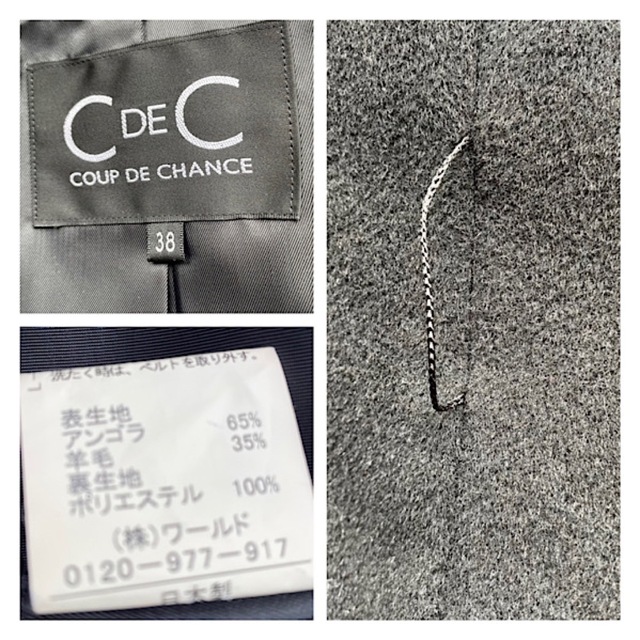 C DE C
COUP DE CHANCE
38
洗たく時は、ベルトを取り外す。
表生地
アンゴラ 65%
羊毛 35%
裏生地
ポリエステル 100%
(株)ワールド
0120-977-917
日本製